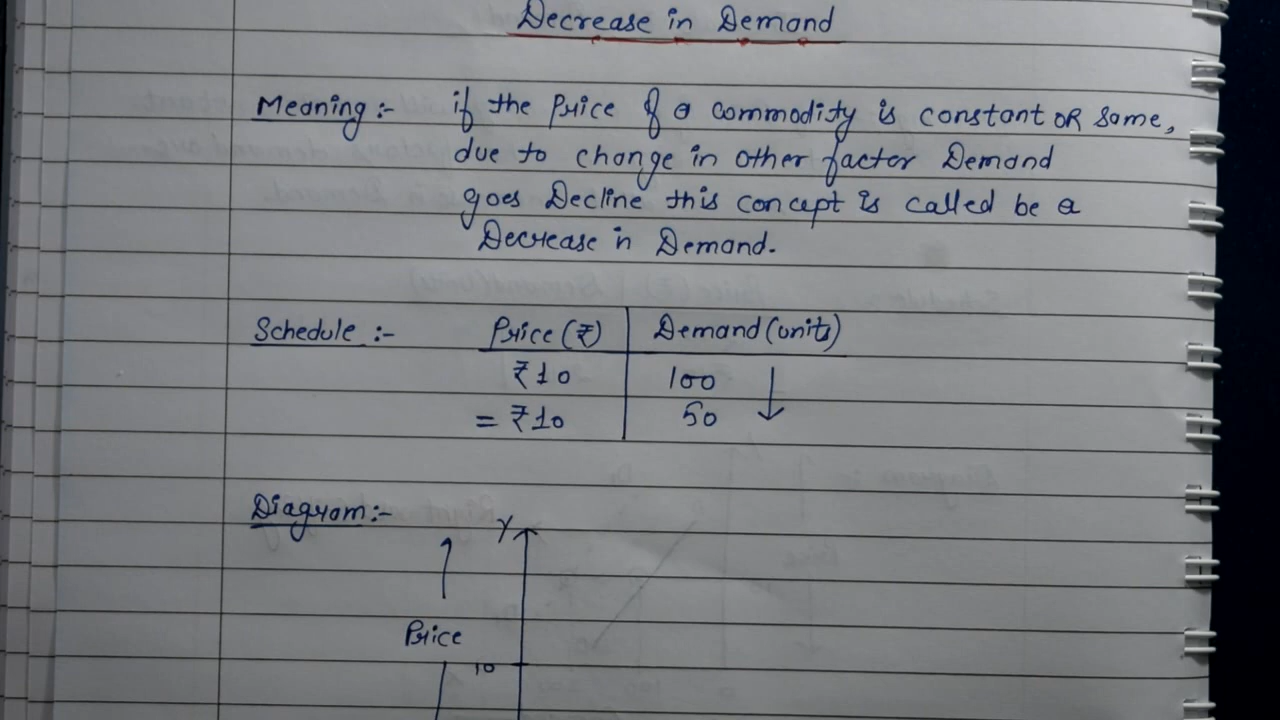 Decrease in Demand
Meaning :- if the Price of a commodity is constant OR Same,
due to change in other factor Demand
goes Decline this concept is called be a
Decrease in Demand.
Schedule :- Price (₹) Demand (units)
₹10 100 ↓
= ₹10 50
Diagram :- Y
Price
10